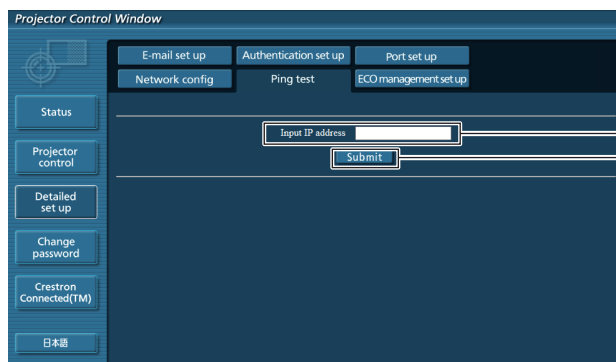 Projector Control Window
E-mail set up
Authentication set up
Port set up
Network config
Ping test
ECO management set up
Status
Projector
control
Detailed
set up
Change
password
Crestron
Connected(TM)
日本語
Input IP address
Submit